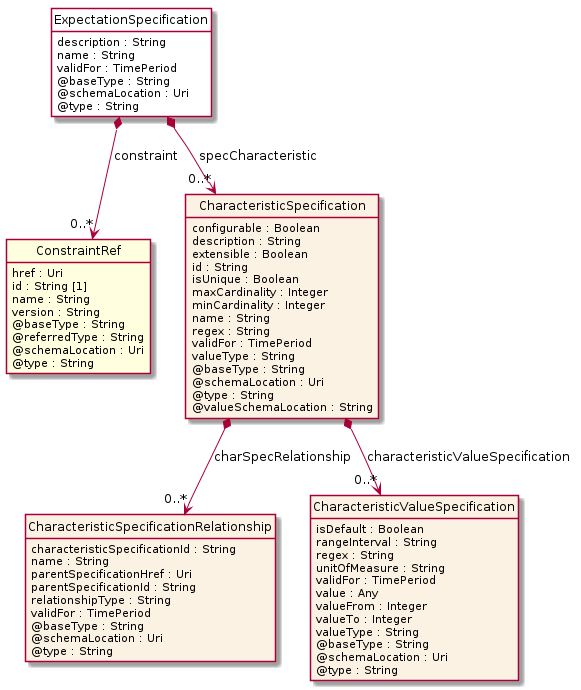 ExpectationSpecification
description : String
name : String
validFor : TimePeriod
@baseType : String
@schemaLocation : Uri
@type : String
constraint
specCharacteristic
0..*
0..*
ConstraintRef
href : Uri
id : String [1]
name : String
version : String
@baseType : String
@referredType : String
@schemaLocation : Uri
@type : String
CharacteristicSpecification
configurable : Boolean
description : String
extensible : Boolean
id : String
isUnique : Boolean
maxCardinality : Integer
minCardinality : Integer
name : String
regex : String
validFor : TimePeriod
valueType : String
@baseType : String
@schemaLocation : Uri
@type : String
@valueSchemaLocation : String
charSpecRelationship
characteristicValueSpecification
0..*
0..*
CharacteristicSpecificationRelationship
characteristicSpecificationId : String
name : String
parentSpecificationHref : Uri
parentSpecificationId : String
relationshipType : String
validFor : TimePeriod
@baseType : String
@schemaLocation : Uri
@type : String
CharacteristicValueSpecification
isDefault : Boolean
rangeInterval : String
regex : String
unitOfMeasure : String
validFor : TimePeriod
value : Any
valueFrom : Integer
valueTo : Integer
valueType : String
@baseType : String
@schemaLocation : Uri
@type : String